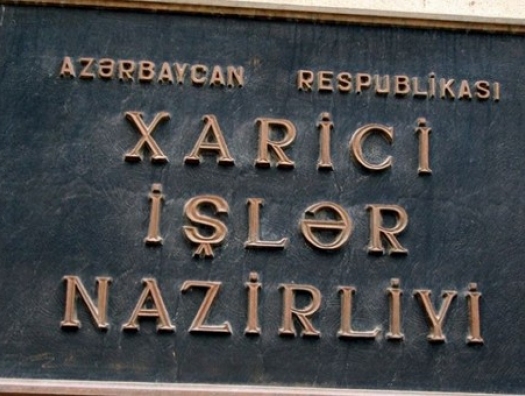 AZƏRBAYCAN RESPUBLİKASI
XARİCİ
İŞLƏR
NAZİRLİYİ